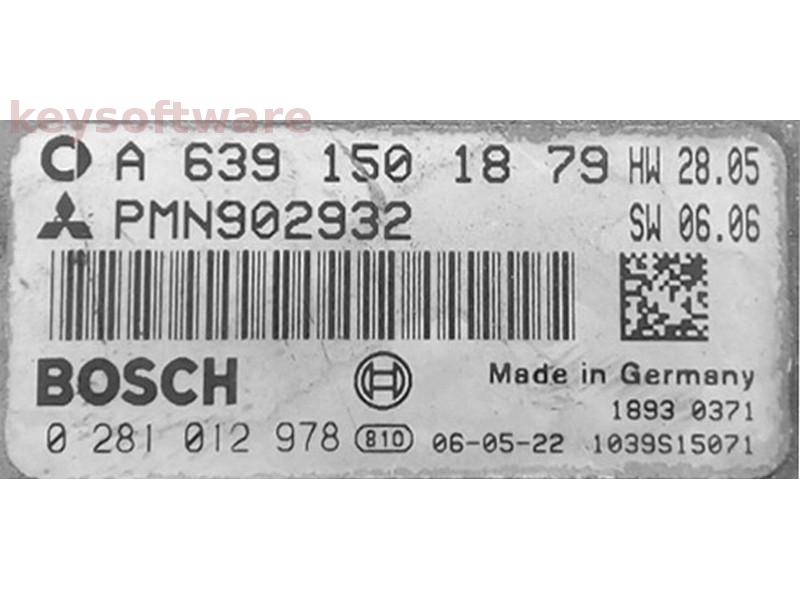 keysoftware
A 639 150 18 79 HW 28.05
PMN902932 SW 06.06
BOSCH
Made in Germany
1893 0371
0 281 012 978 810 06-05-22 1039S15071